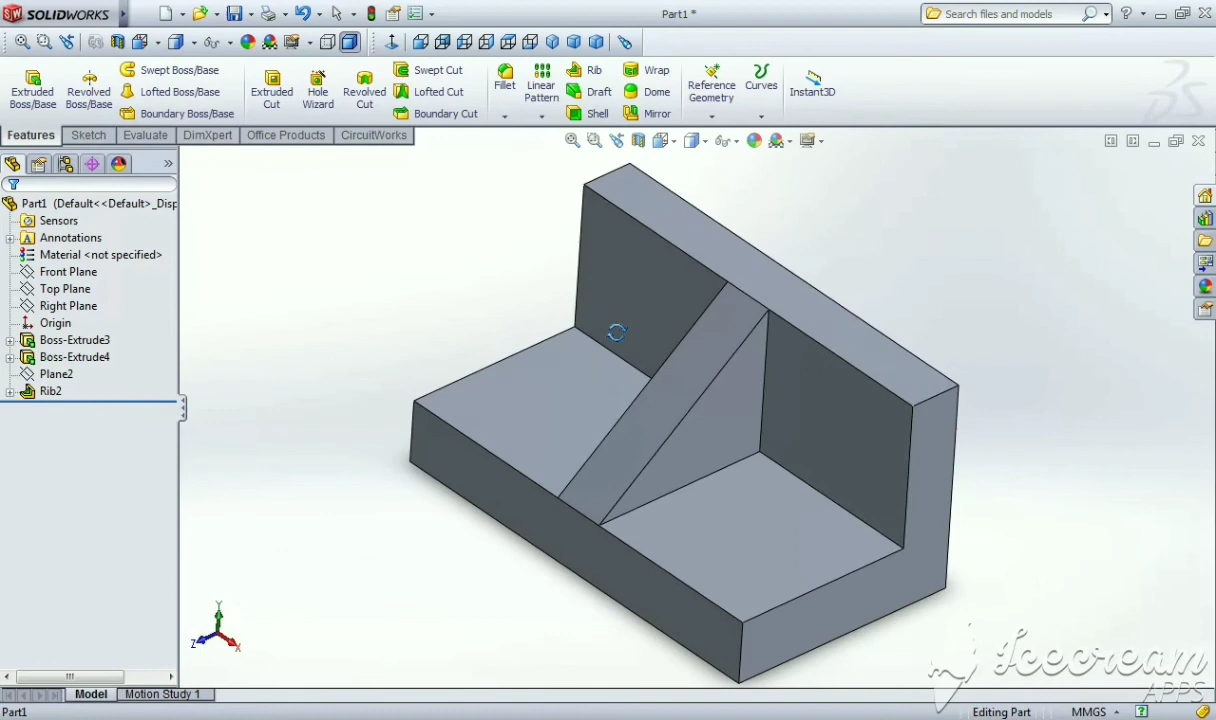 SOLIDWORKS
Part1 *
Search files and models
Extruded Boss/Base
Revolved Boss/Base
Swept Boss/Base
Lofted Boss/Base
Boundary Boss/Base
Extruded Cut
Hole Wizard
Revolved Cut
Swept Cut
Lofted Cut
Boundary Cut
Fillet
Linear Pattern
Rib
Draft
Shell
Wrap
Dome
Mirror
Reference Geometry
Curves
Instant3D
Features
Sketch
Evaluate
DimXpert
Office Products
CircuitWorks
Part1 (Default<<Default>_Disp
Sensors
Annotations
Material <not specified>
Front Plane
Top Plane
Right Plane
Origin
Boss-Extrude3
Boss-Extrude4
Plane2
Rib2
Y
Z
X
Model
Motion Study 1
Part1
Editing Part
MMGS
Icecream
APPS